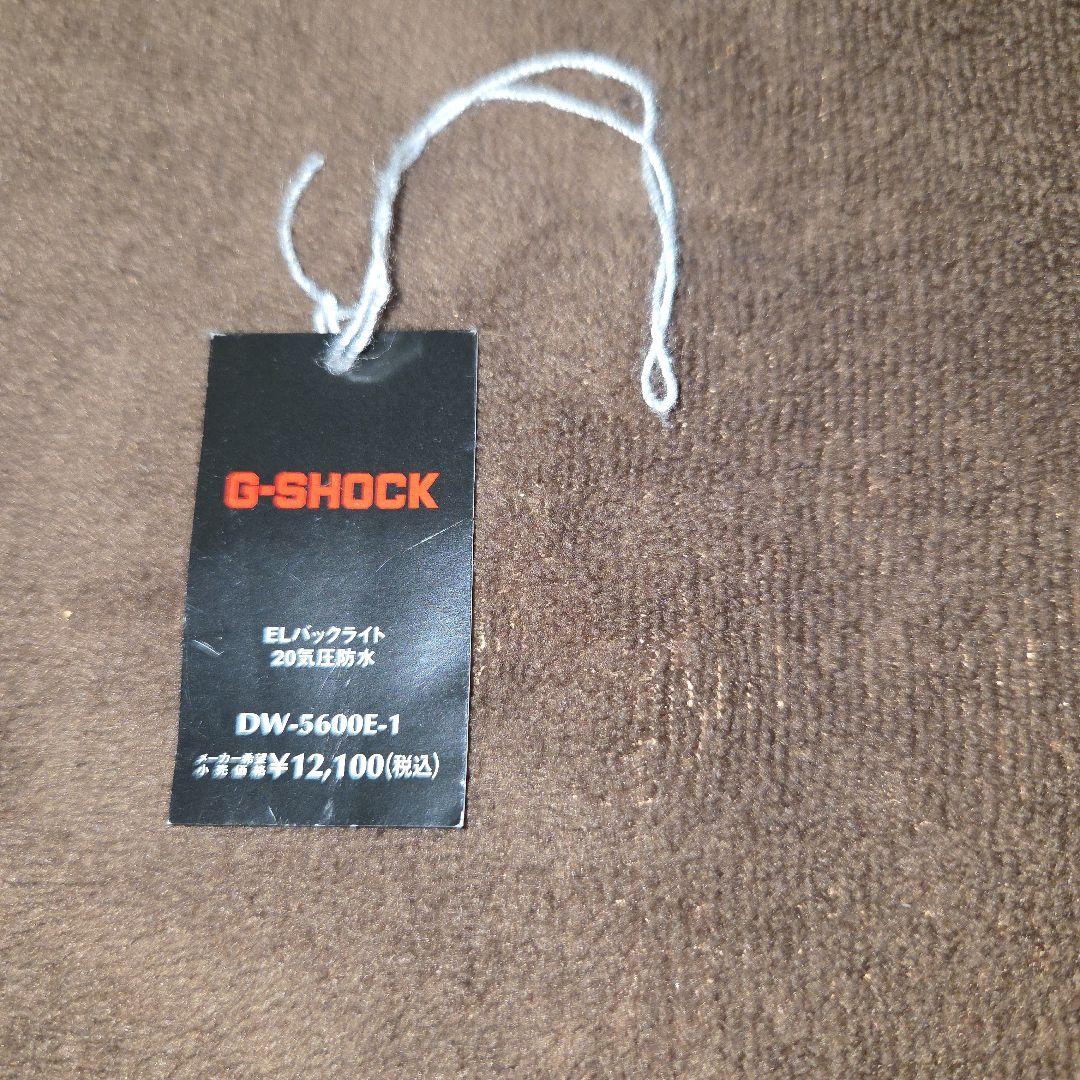 G-SHOCK
ELバックライト
20気圧防水
DW-5600E-1
メーカー希望
小売価格 ¥12,100(税込)